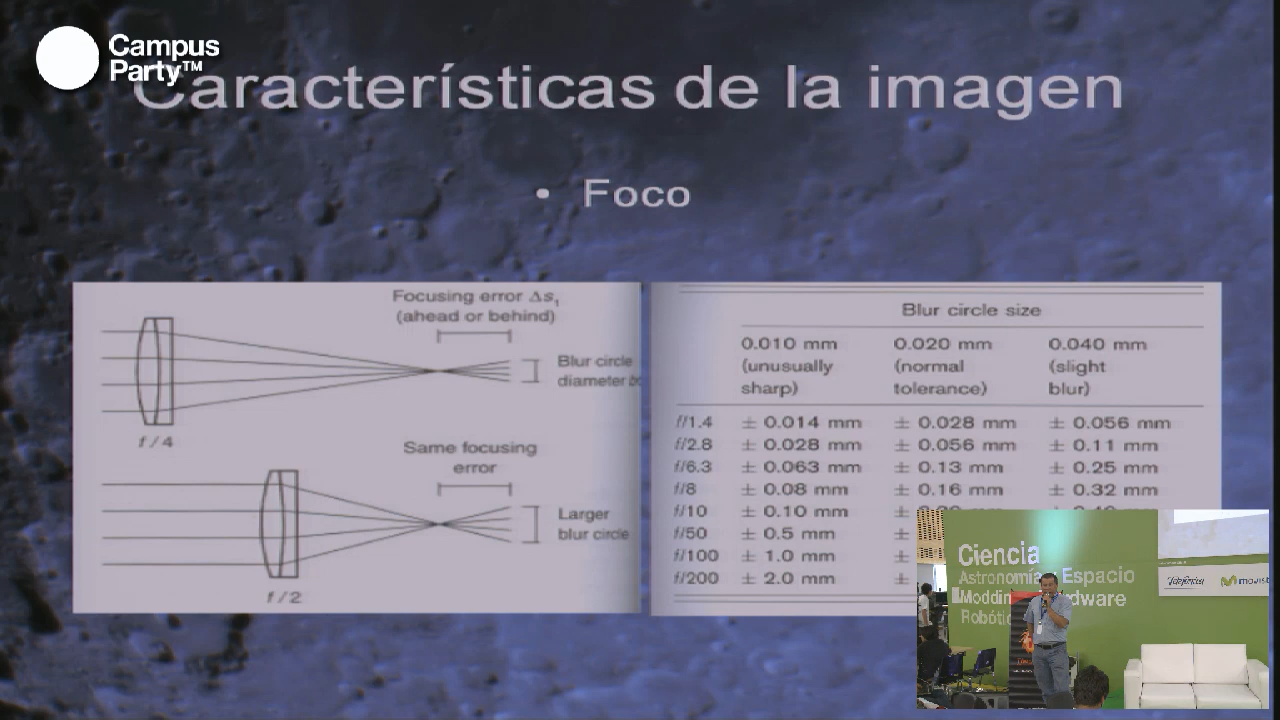 Campus
Party™
Características de la imagen
• Foco
Focusing error Δs₁
(ahead or behind)
Blur circle
diameter
f/4
Same focusing
error
Larger
blur circle
f/2
Blur circle size
0.010 mm 0.020 mm 0.040 mm
(unusually (normal (slight
sharp) tolerance) blur)
f/1.4 ± 0.014 mm ± 0.028 mm ± 0.056 mm
f/2.8 ± 0.028 mm ± 0.056 mm ± 0.11 mm
f/6.3 ± 0.063 mm ± 0.13 mm ± 0.25 mm
f/8 ± 0.08 mm ± 0.16 mm ± 0.32 mm
f/10 ± 0.10 mm
f/50 ± 0.5 mm ±
f/100 ± 1.0 mm ±
f/200 ± 2.0 mm ±
Ciencia
Astronomía y Espacio
Telefónica
movist